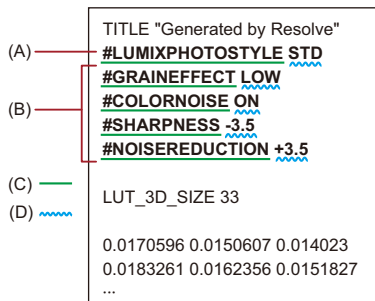 TITLE "Generated by Resolve"
(A)
#LUMIXPHOTOSTYLE STD
(B)
#GRAINEFFECT LOW
#COLORNOISE ON
#SHARPNESS -3.5
#NOISEREDUCTION +3.5
(C)
(D)
LUT_3D_SIZE 33
0.0170596 0.0150607 0.014023
0.0183261 0.0162356 0.0151827
...